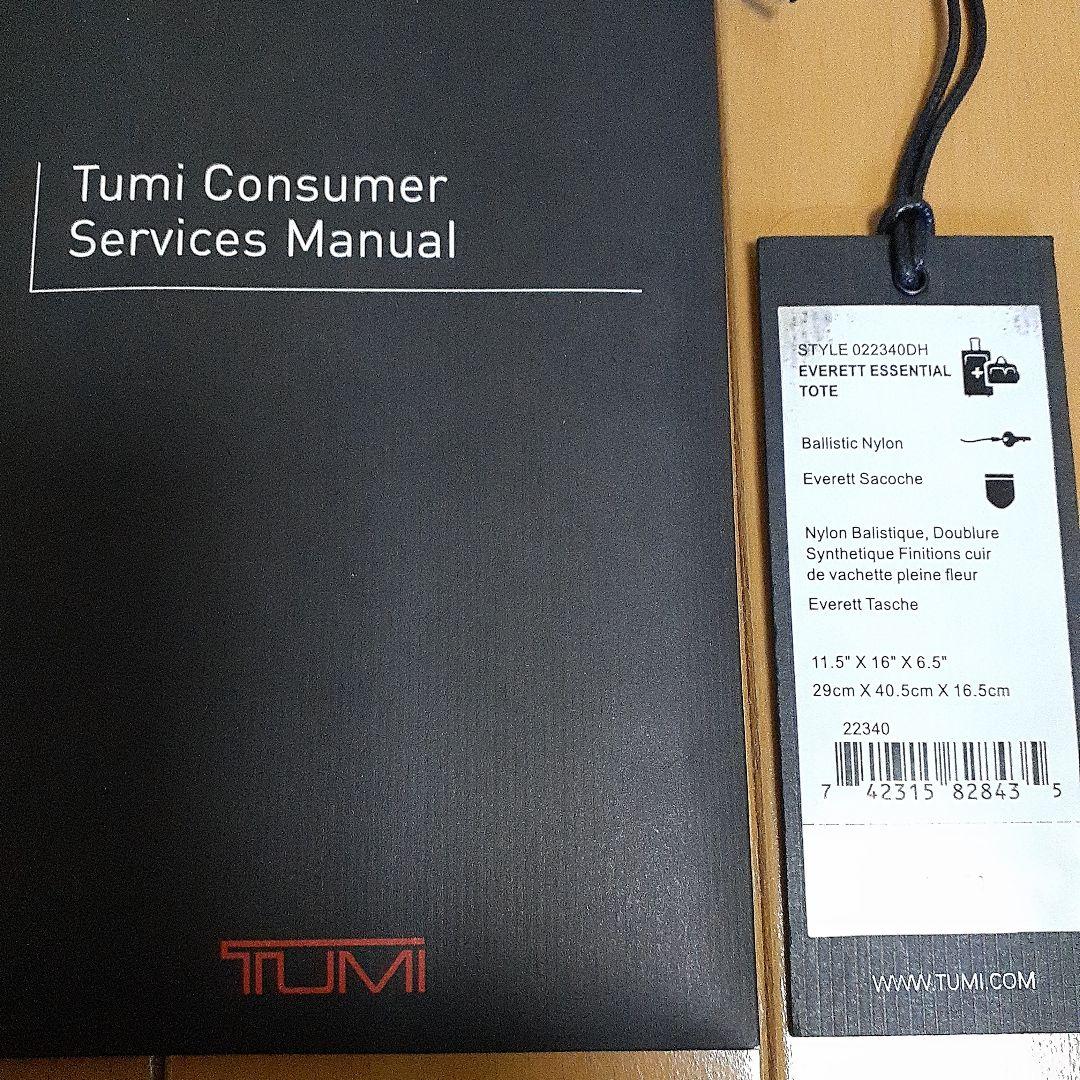 Tumi Consumer
Services Manual
TUMI
STYLE 022340DH
EVERETT ESSENTIAL
TOTE
Ballistic Nylon
Everett Sacoche
Nylon Balistique, Doublure
Synthetique Finitions cuir
de vachette pleine fleur
Everett Tasche
11.5" X 16" X 6.5"
29cm X 40.5cm X 16.5cm
22340
7 42315 82843 5
WWW.TUMI.COM